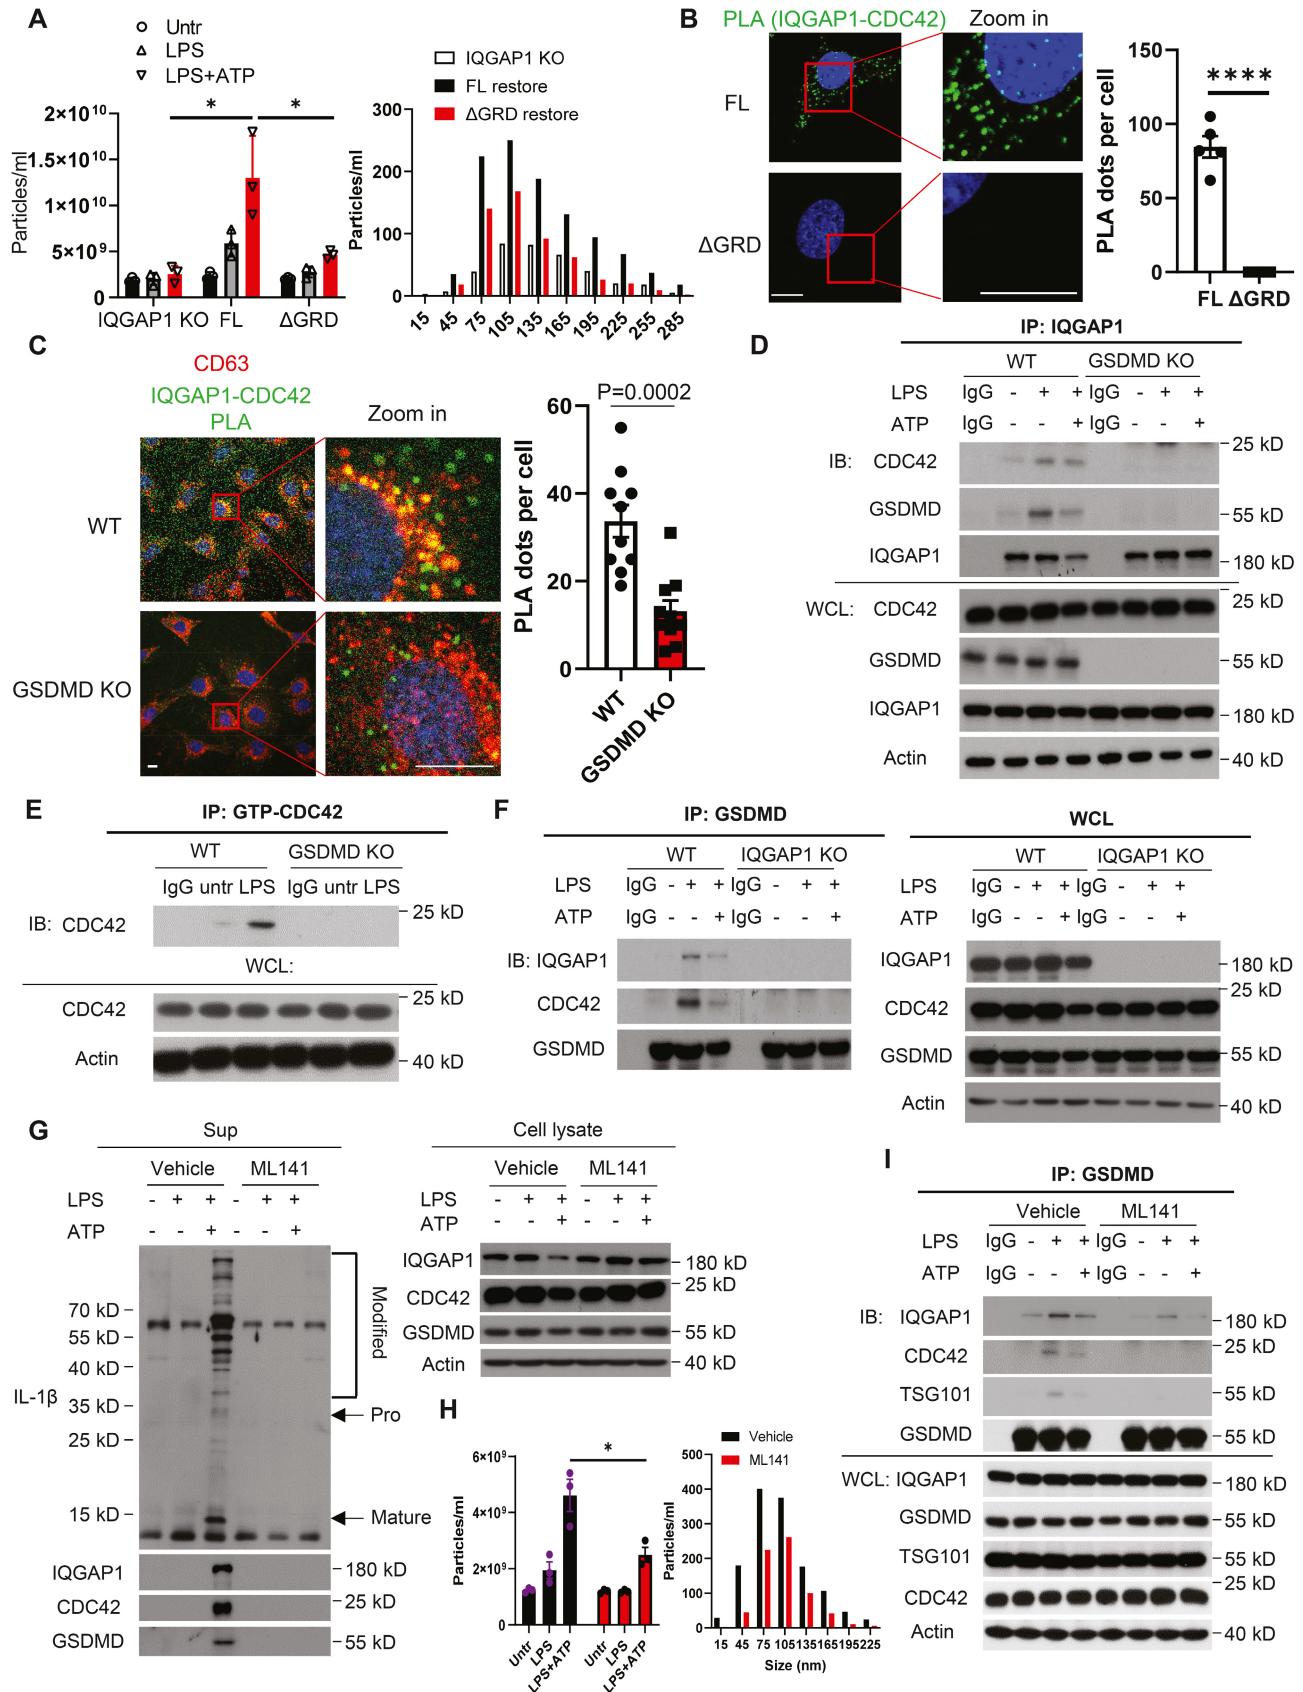 A
Untr
LPS
LPS+ATP
IQGAP1 KO
FL restore
ΔGRD restore
Particles/ml
2×10^10
1.5×10^10
1×10^10
5×10^9
0
IQGAP1 KO FL ΔGRD
* *
Particles/ml
300
200
100
0
15 45 75 105 135 165 195 225 255 285
B
PLA (IQGAP1-CDC42) Zoom in
FL
ΔGRD
PLA dots per cell
150
100
50
0
****
FL ΔGRD
C
CD63
IQGAP1-CDC42
PLA
Zoom in
WT
GSDMD KO
PLA dots per cell
P=0.0002
60
40
20
0
WT
GSDMD KO
D
IP: IQGAP1
WT GSDMD KO
LPS IgG - + + IgG - + +
ATP IgG - - + IgG - - +
IB: CDC42 25 kD
GSDMD 55 kD
IQGAP1 180 kD
WCL: CDC42 25 kD
GSDMD 55 kD
IQGAP1 180 kD
Actin 40 kD
E
IP: GTP-CDC42
WT GSDMD KO
IgG untr LPS IgG untr LPS
IB: CDC42 25 kD
WCL:
CDC42 25 kD
Actin 40 kD
F
IP: GSDMD
WT IQGAP1 KO
LPS IgG - + + IgG - + +
ATP IgG - - + IgG - - +
IB: IQGAP1
CDC42
GSDMD
WCL
WT IQGAP1 KO
LPS IgG - + + IgG - + +
ATP IgG - - + IgG - - +
IQGAP1 180 kD
CDC42 25 kD
GSDMD 55 kD
Actin 40 kD
G
Sup
Vehicle ML141
LPS - + + - + +
ATP - - + - - +
70 kD
55 kD
40 kD
IL-1β
35 kD
25 kD
15 kD
Modified
Pro
Mature
IQGAP1 180 kD
CDC42 25 kD
GSDMD 55 kD
Cell lysate
Vehicle ML141
LPS - + + - + +
ATP - - + - - +
IQGAP1 180 kD
CDC42 25 kD
GSDMD 55 kD
Actin 40 kD
H
Particles/ml
6×10^9
4×10^9
2×10^9
0
*
Untr LPS LPS+ATP Untr LPS LPS+ATP
Vehicle
ML141
Particles/ml
500
400
300
200
100
0
15 45 75 105 135 165 195 225
Size (nm)
I
IP: GSDMD
Vehicle ML141
LPS IgG - + + IgG - + +
ATP IgG - - + IgG - - +
IB: IQGAP1 180 kD
CDC42 25 kD
TSG101 55 kD
GSDMD 55 kD
WCL: IQGAP1 180 kD
GSDMD 55 kD
TSG101 55 kD
CDC42 25 kD
Actin 40 kD